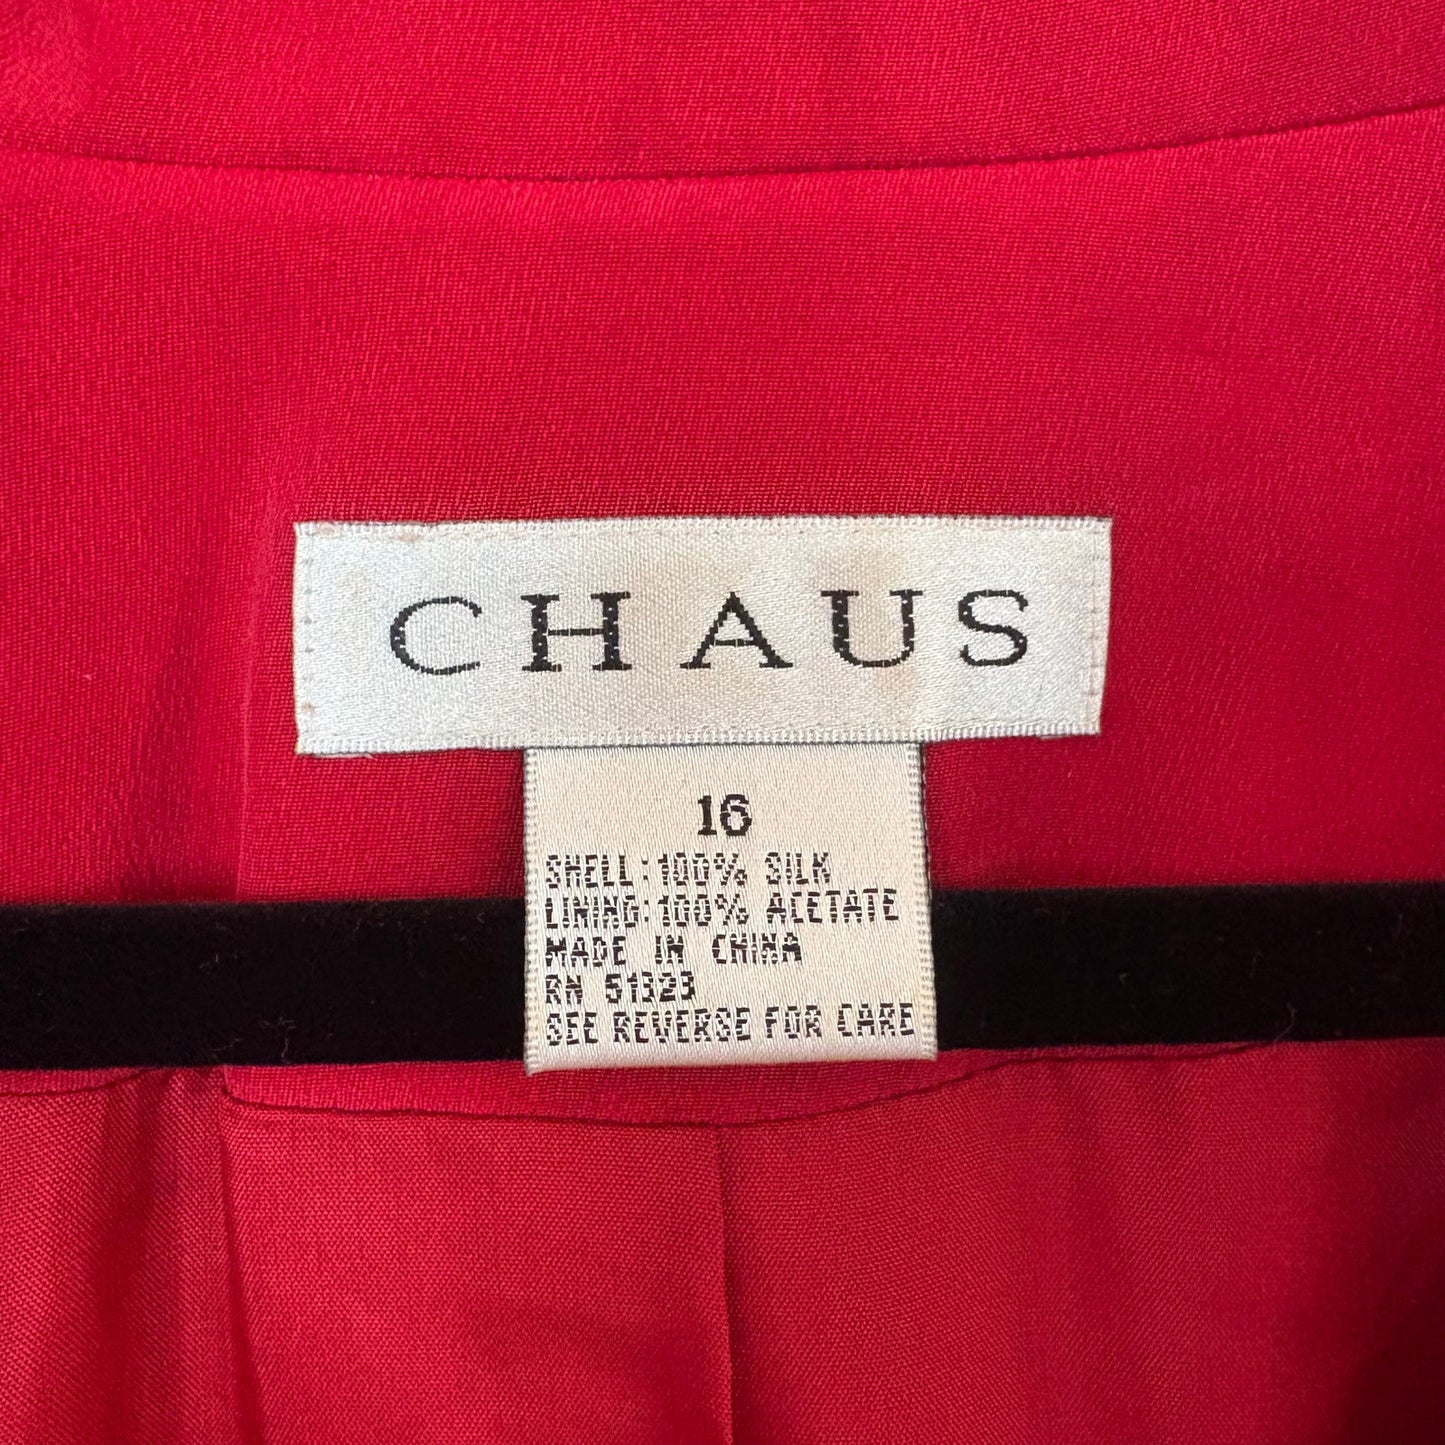 CHAUS
16
SHELL:100% SILK
LINING:100% ACETATE
MADE IN CHINA
RN 51323
SEE REVERSE FOR CARE